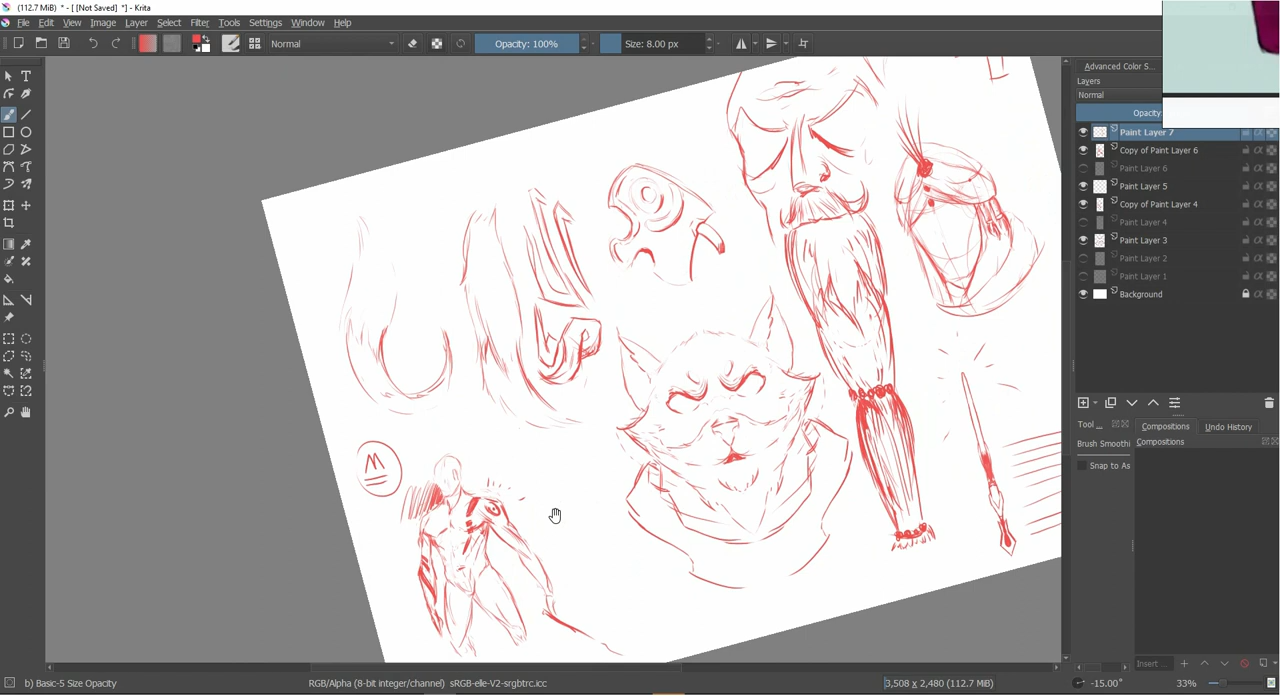 (112.7 MiB) * - [ [Not Saved] *] - Krita
File Edit View Image Layer Select Filter Tools Settings Window Help
Normal Opacity: 100% Size: 8.00 px
Advanced Color S...
Layers
Normal
Opacity
Paint Layer 7
Copy of Paint Layer 6
Paint Layer 6
Paint Layer 5
Copy of Paint Layer 4
Paint Layer 4
Paint Layer 3
Paint Layer 2
Paint Layer 1
Background
Tool ... Compositions Undo History
Brush Smoothi Compositions
Snap to As
M
Insert ...
b) Basic-5 Size Opacity RGB/Alpha (8-bit integer/channel) sRGB-elle-V2-srgbtrc.icc 3,508 x 2,480 (112.7 MiB) -15.00° 33%